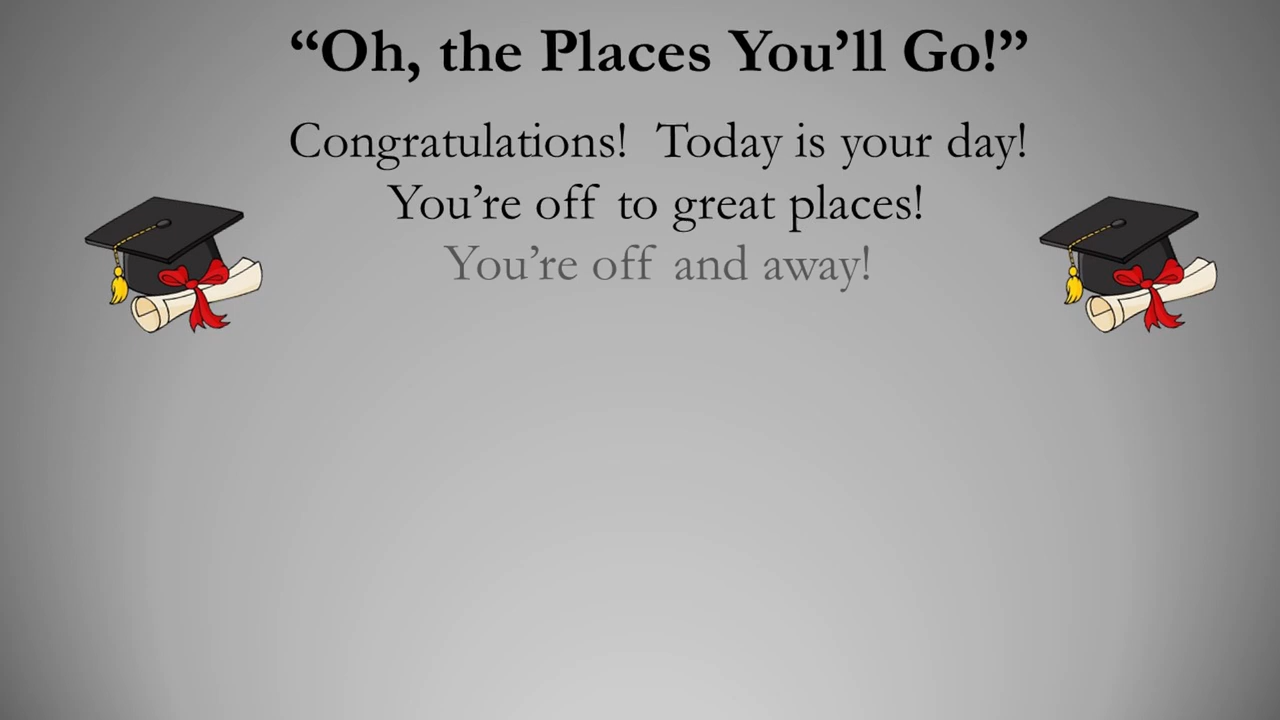 “Oh, the Places You’ll Go!”
Congratulations!  Today is your day!
You’re off to great places!
You’re off and away!